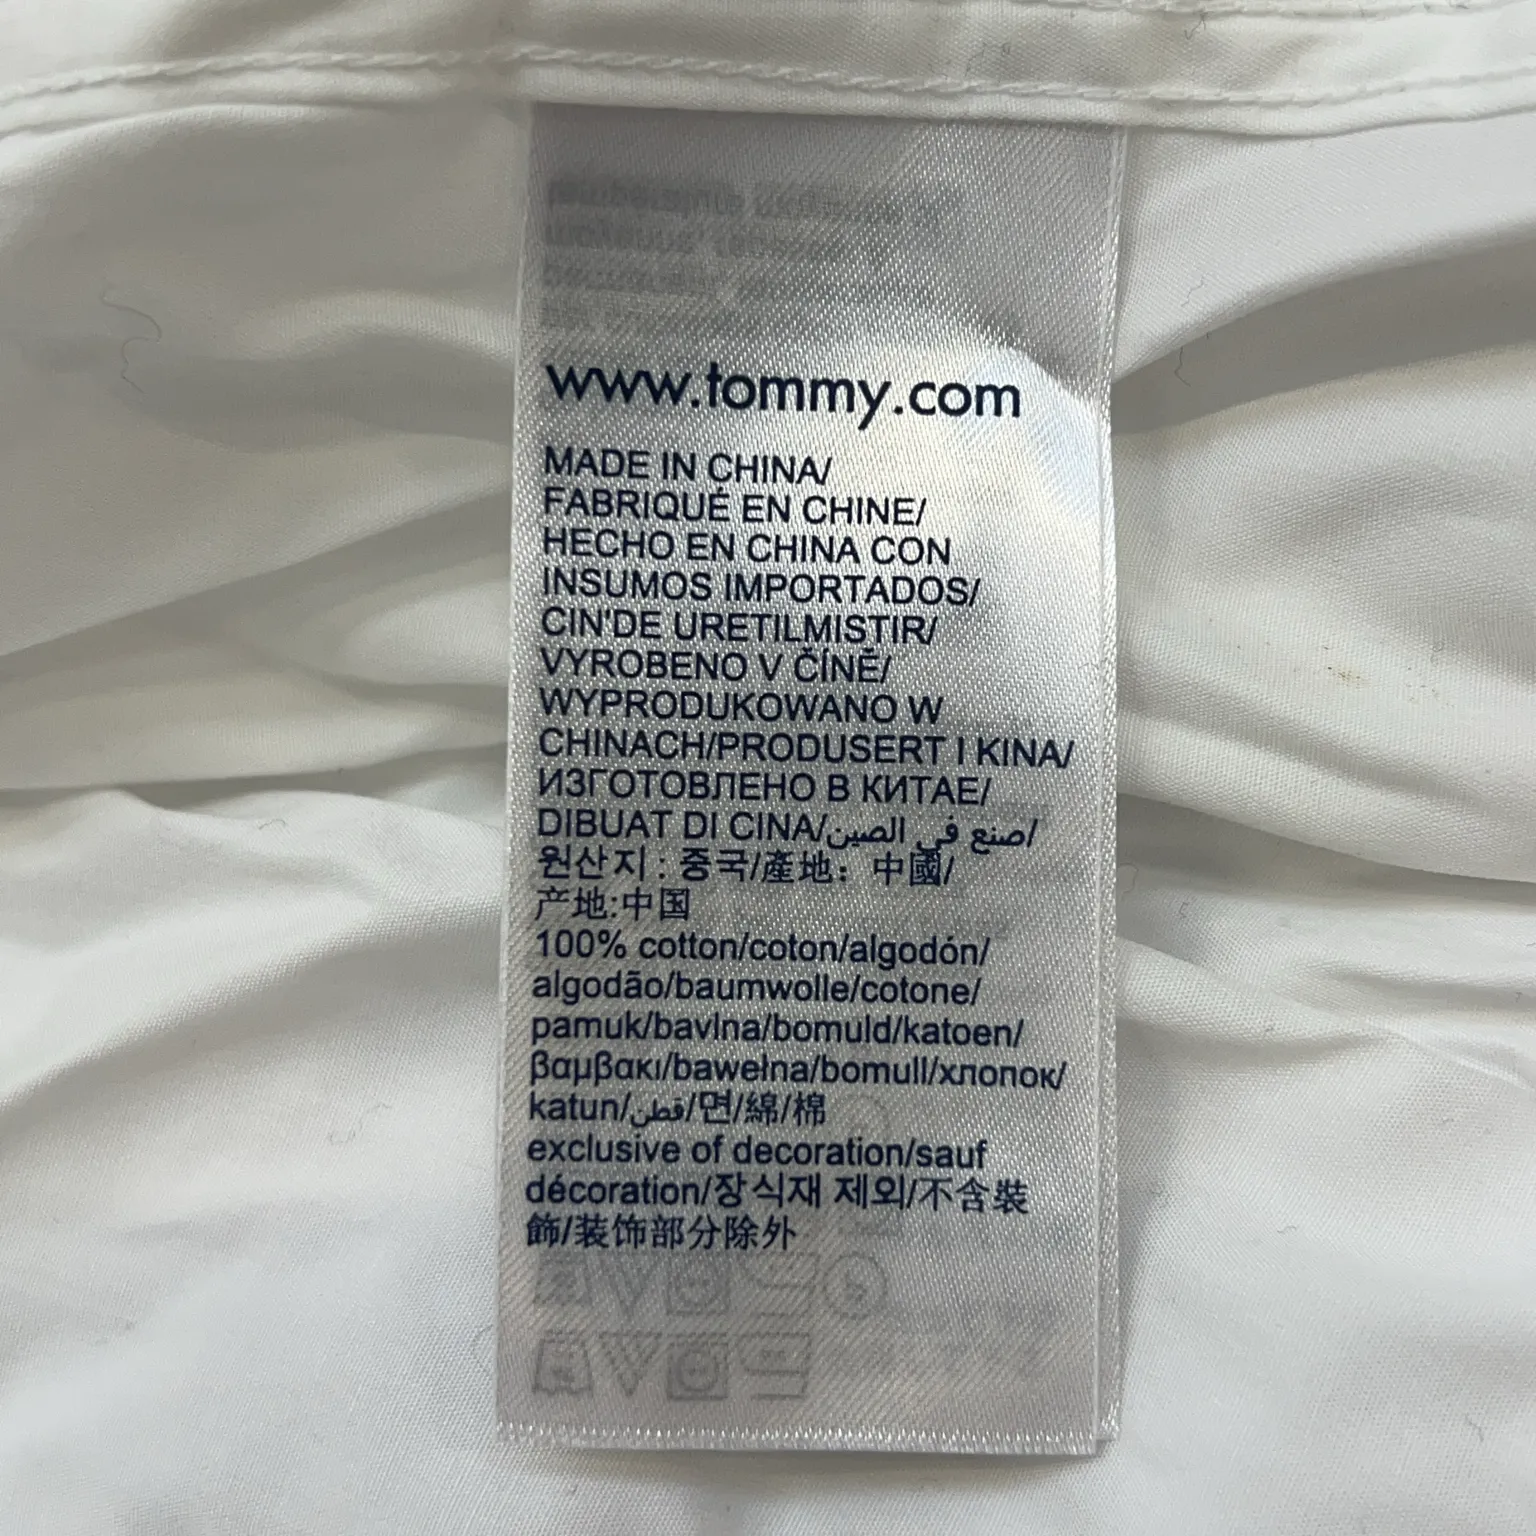 www.tommy.com
MADE IN CHINA/
FABRIQUÉ EN CHINE/
HECHO EN CHINA CON
INSUMOS IMPORTADOS/
CIN'DE URETILMISTIR/
VYROBENO V ČÍNĚ/
WYPRODUKOWANO W
CHINACH/PRODUSERT I KINA/
ИЗГОТОВЛЕНО В КИТАЕ/
DIBUAT DI CINA/صنع في الصين/
원산지 : 중국/產地：中國/
产地:中国
100% cotton/coton/algodón/
algodão/baumwolle/cotone/
pamuk/bavlna/bomuld/katoen/
βαμβακι/bawełna/bomull/хлопок/
katun/قطن/면/綿/棉
exclusive of decoration/sauf
décoration/장식재 제외/不含裝
飾/装饰部分除外